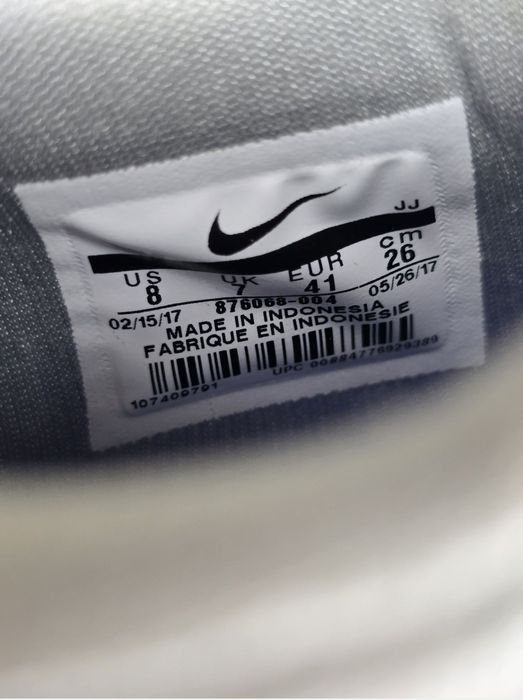 JJ
US UK EUR cm
8 7 41 26
02/15/17 876068-004 05/26/17
MADE IN INDONESIA
FABRIQUE EN INDONESIE
107409791 UPC 00884776929389